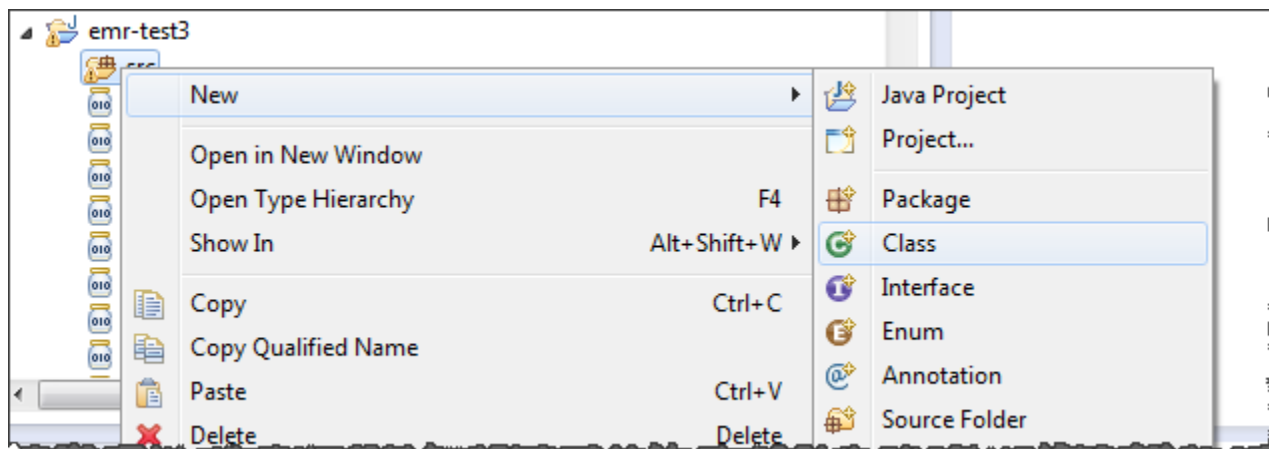 emr-test3
src
New
Open in New Window
Open Type Hierarchy F4
Show In Alt+Shift+W
Copy Ctrl+C
Copy Qualified Name
Paste Ctrl+V
Delete Delete
Java Project
Project...
Package
Class
Interface
Enum
Annotation
Source Folder